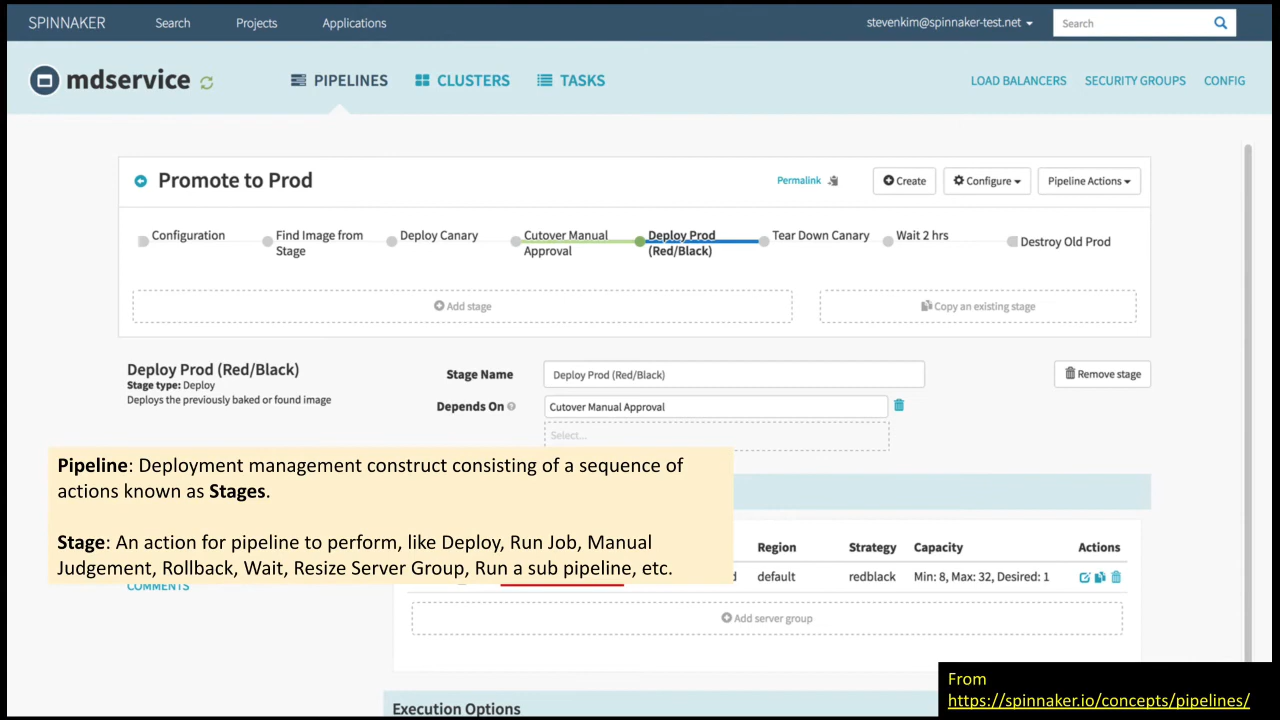 SPINNAKER Search Projects Applications stevenkim@spinnaker-test.net Search
mdservice PIPELINES CLUSTERS TASKS LOAD BALANCERS SECURITY GROUPS CONFIG
Promote to Prod Permalink Create Configure Pipeline Actions
Configuration Find Image from Stage Deploy Canary Cutover Manual Approval Deploy Prod (Red/Black) Tear Down Canary Wait 2 hrs Destroy Old Prod
Add stage Copy an existing stage
Deploy Prod (Red/Black)
Stage type: Deploy
Deploys the previously baked or found image
Stage Name Deploy Prod (Red/Black) Remove stage
Depends On Cutover Manual Approval
Select...
Pipeline: Deployment management construct consisting of a sequence of
actions known as Stages.
Stage: An action for pipeline to perform, like Deploy, Run Job, Manual
Judgement, Rollback, Wait, Resize Server Group, Run a sub pipeline, etc.
Region Strategy Capacity Actions
default redblack Min: 8, Max: 32, Desired: 1
COMMENTS
Add server group
Execution Options
From
https://spinnaker.io/concepts/pipelines/